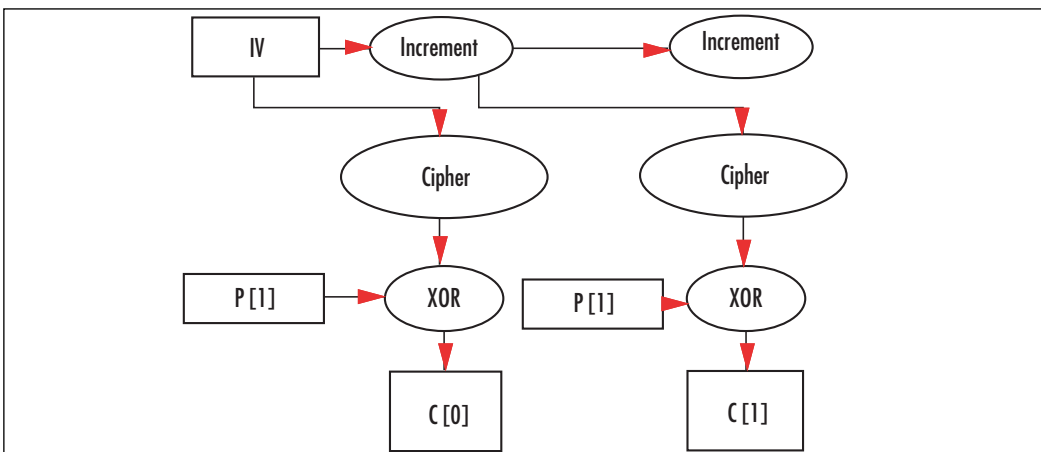 IV
Increment
Increment
Cipher
Cipher
P [1]
XOR
P [1]
XOR
C [0]
C [1]